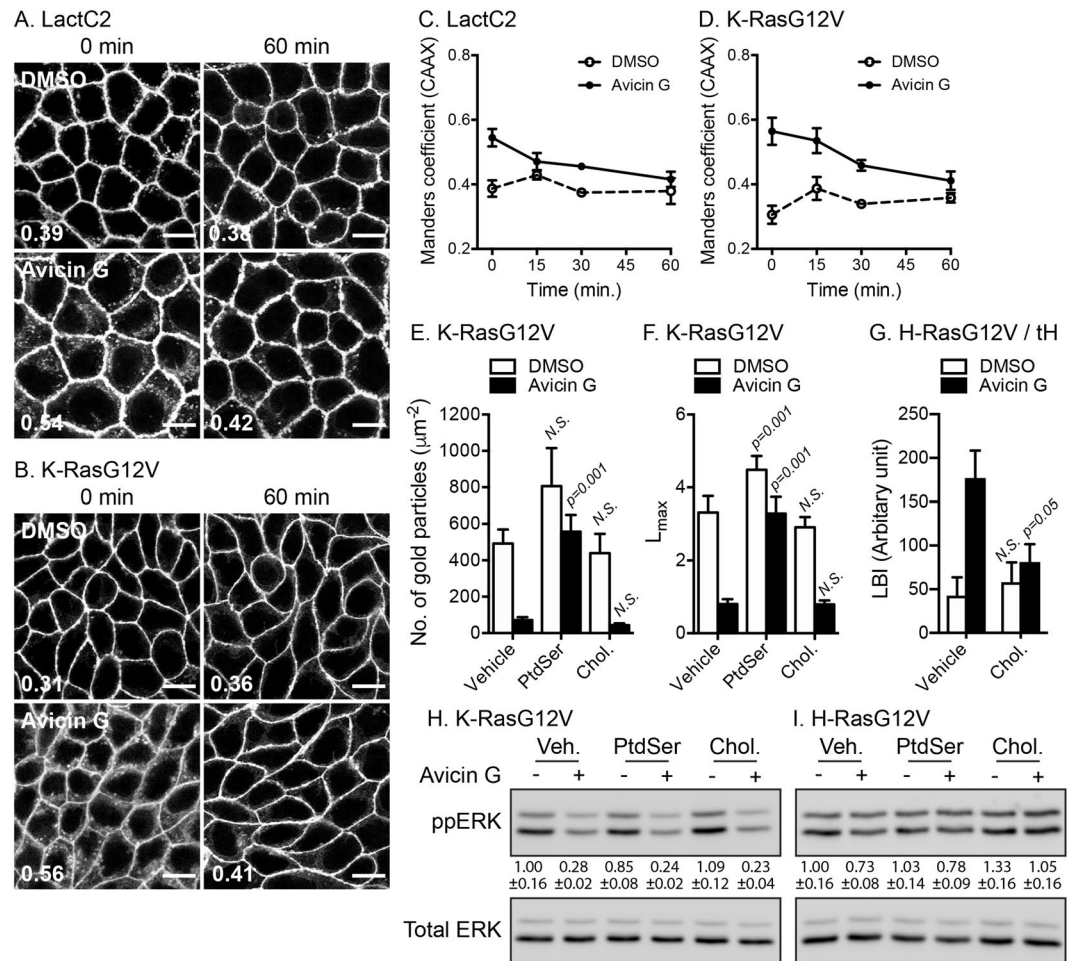 A. LactC2
0 min 60 min
DMSO
0.39 0.38
Avicin G
0.54 0.42
B. K-RasG12V
0 min 60 min
DMSO
0.31 0.36
Avicin G
0.56 0.41
C. LactC2
Manders coefficient (CAAX)
0.8
0.6
0.4
0.2
DMSO
Avicin G
0 15 30 45 60
Time (min.)
D. K-RasG12V
Manders coefficient (CAAX)
0.8
0.6
0.4
0.2
DMSO
Avicin G
0 15 30 45 60
Time (min.)
E. K-RasG12V
DMSO
Avicin G
No. of gold particles (μm-2)
1200
1000
800
600
400
200
0
N.S.
p=0.001
N.S.
N.S.
Vehicle PtdSer Chol.
F. K-RasG12V
DMSO
Avicin G
Lmax
6
4
2
0
p=0.001
p=0.001
N.S.
N.S.
Vehicle PtdSer Chol.
G. H-RasG12V / tH
DMSO
Avicin G
LBI (Arbitary unit)
250
200
150
100
50
0
N.S.
p=0.05
Vehicle Chol.
H. K-RasG12V
Veh. PtdSer Chol.
Avicin G - + - + - +
ppERK
1.00 0.28 0.85 0.24 1.09 0.23
±0.16 ±0.02 ±0.08 ±0.02 ±0.12 ±0.04
Total ERK
I. H-RasG12V
Veh. PtdSer Chol.
- + - + - +
1.00 0.73 1.03 0.78 1.33 1.05
±0.16 ±0.08 ±0.14 ±0.09 ±0.16 ±0.16